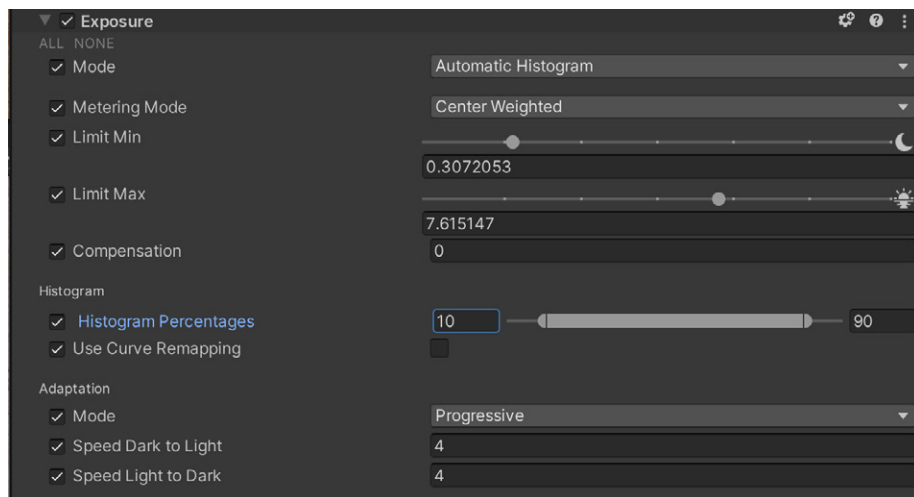 Exposure
ALL NONE
Mode Automatic Histogram
Metering Mode Center Weighted
Limit Min
0.3072053
Limit Max
7.615147
Compensation 0
Histogram
Histogram Percentages 10 90
Use Curve Remapping
Adaptation
Mode Progressive
Speed Dark to Light 4
Speed Light to Dark 4